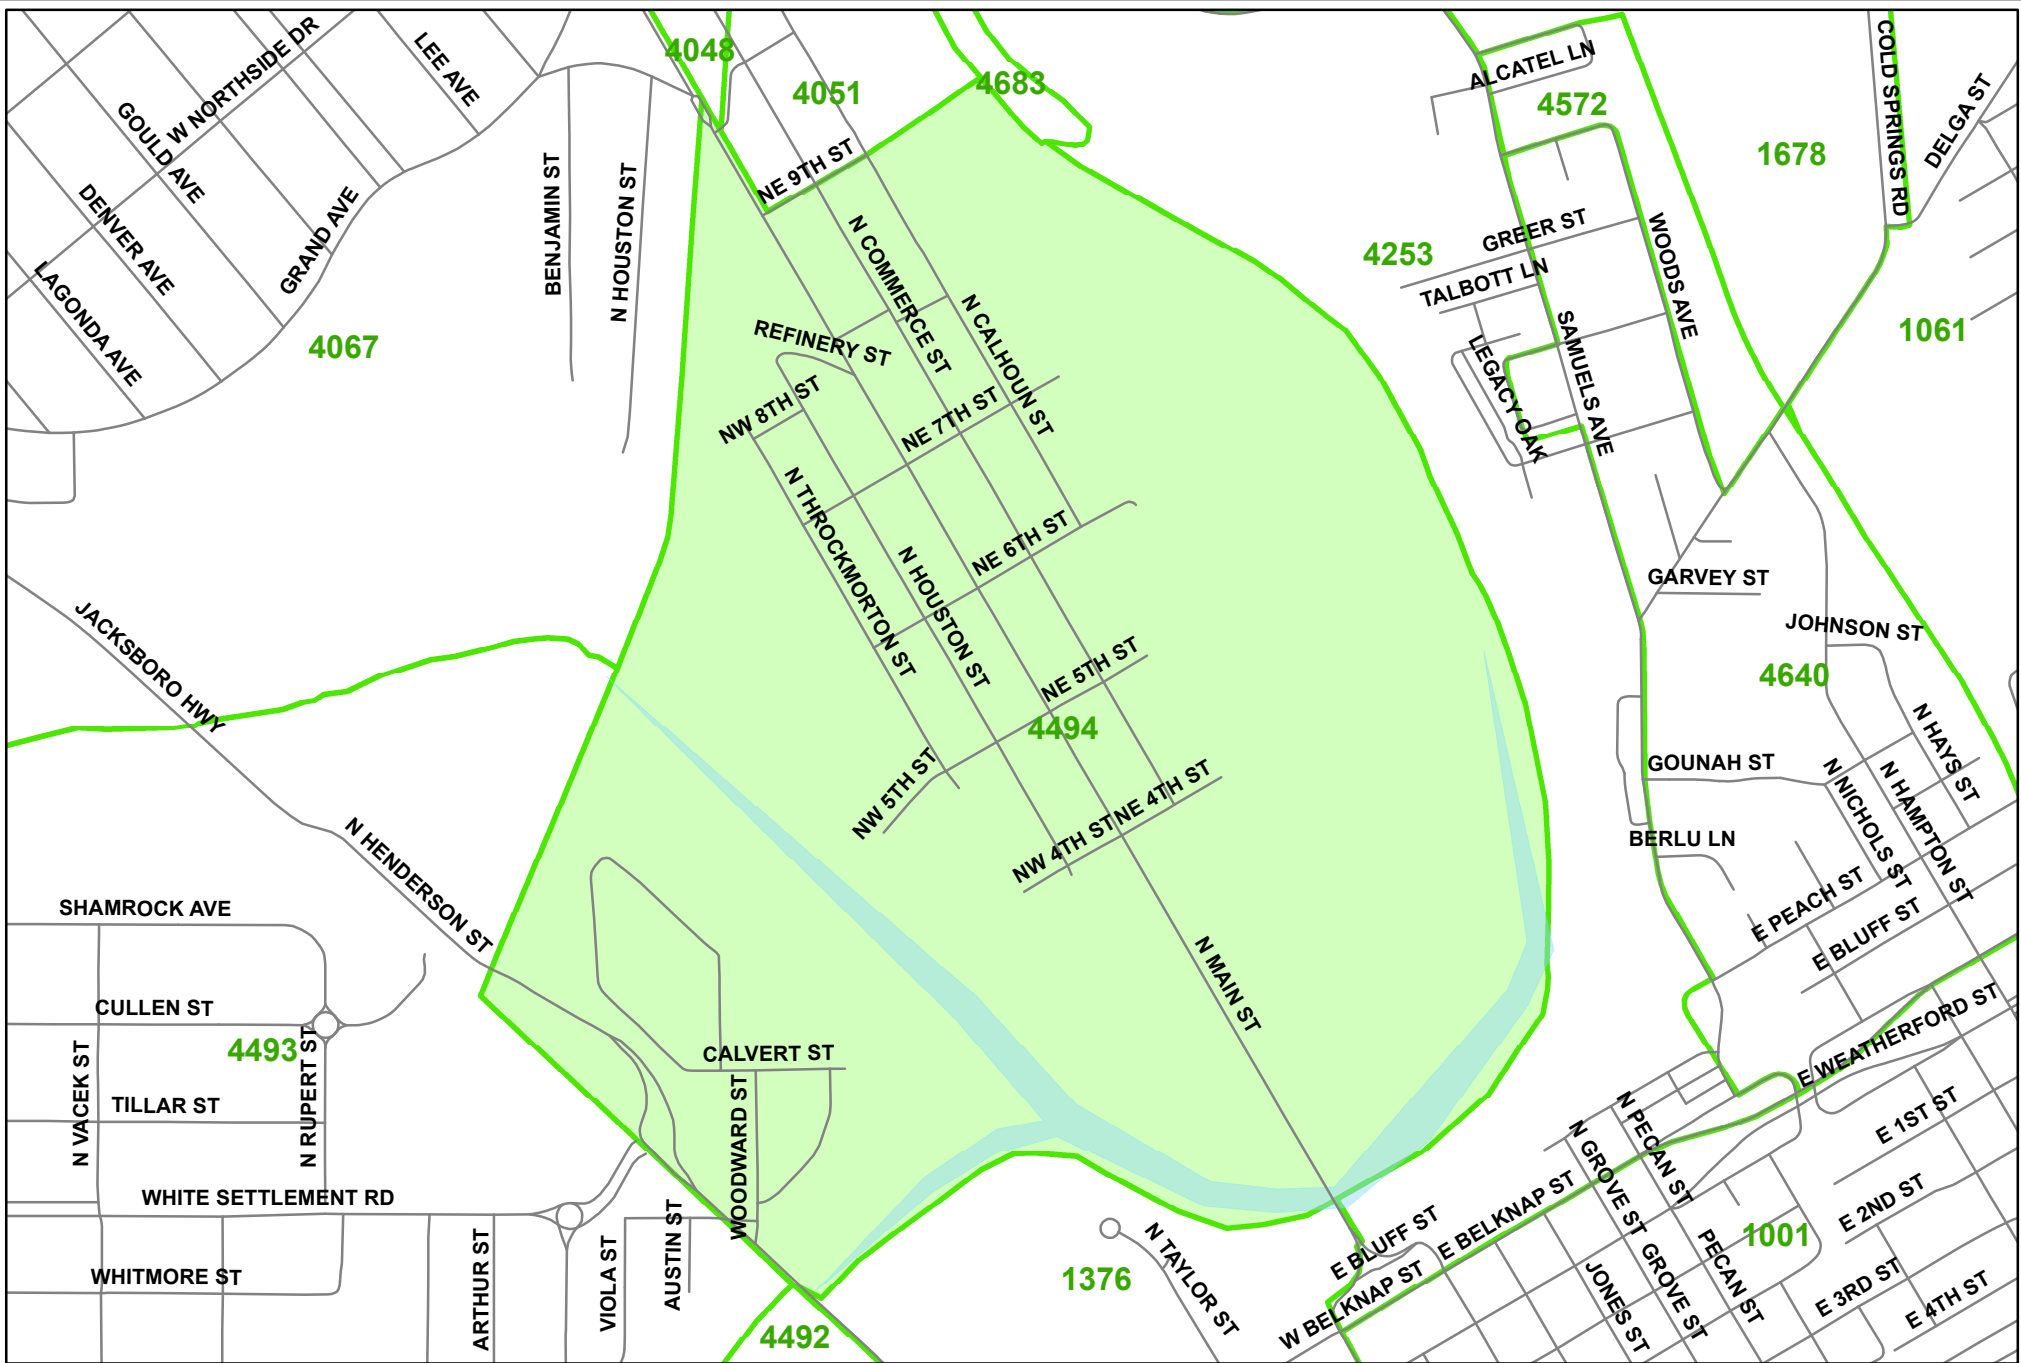 W NORTHSIDE DR
LEE AVE
4048
4051
4683
ALCATEL LN
4572
COLD SPRINGS RD
DELGA ST
GOULD AVE
1678
NE 9TH ST
BENJAMIN ST
N HOUSTON ST
DENVER AVE
GRAND AVE
N COMMERCE ST
4253
GREER ST
TALBOTT LN
WOODS AVE
LAGONDA AVE
4067
REFINERY ST
N CALHOUN ST
SAMUELS AVE
LEGACY OAK
1061
NW 8TH ST
NE 7TH ST
N THROCKMORTON ST
N HOUSTON ST
NE 6TH ST
GARVEY ST
JACKSBORO HWY
JOHNSON ST
4640
NE 5TH ST
4494
NW 5TH ST
N HAYS ST
GOUNAH ST
N NICHOLS ST
N HAMPTON ST
NE 4TH ST
NW 4TH ST
BERLU LN
N HENDERSON ST
SHAMROCK AVE
E PEACH ST
E BLUFF ST
N MAIN ST
CULLEN ST
4493
N VACEK ST
N RUPERT ST
CALVERT ST
E WEATHERFORD ST
TILLAR ST
WOODWARD ST
N PECAN ST
N GROVE ST
E 1ST ST
WHITE SETTLEMENT RD
E 2ND ST
AUSTIN ST
VIOLA ST
ARTHUR ST
WHITMORE ST
1376
N TAYLOR ST
E BLUFF ST
E BELKNAP ST
W BELKNAP ST
1001
JONES ST
GROVE ST
PECAN ST
E 3RD ST
E 4TH ST
4492